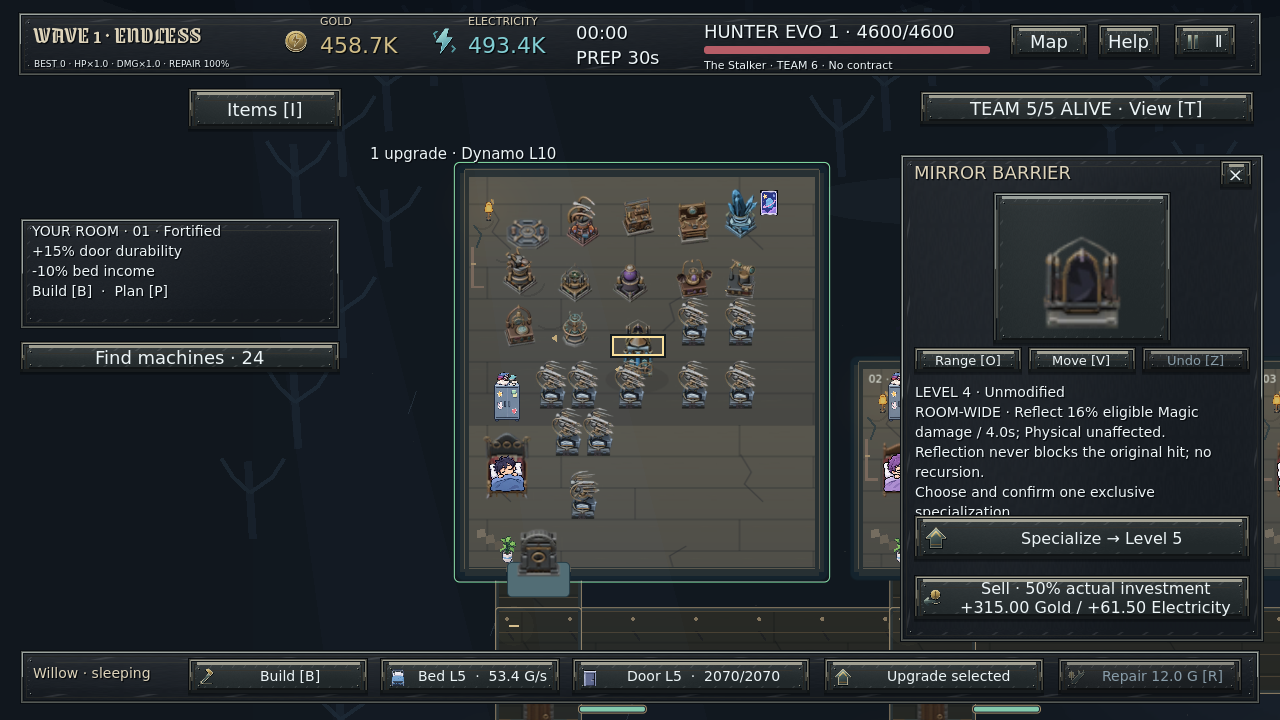 WAVE 1 · ENDLESS
BEST 0 · HP×1.0 · DMG×1.0 · REPAIR 100%
GOLD
458.7K
ELECTRICITY
493.4K
00:00
PREP 30s
HUNTER EVO 1 · 4600/4600
The Stalker · TEAM 6 · No contract
Map
Help
Items [I]
TEAM 5/5 ALIVE · View [T]
1 upgrade · Dynamo L10
YOUR ROOM · 01 · Fortified
+15% door durability
-10% bed income
Build [B] · Plan [P]
Find machines · 24
02
03
MIRROR BARRIER
Range [O]
Move [V]
Undo [Z]
LEVEL 4 · Unmodified
ROOM-WIDE · Reflect 16% eligible Magic
damage / 4.0s; Physical unaffected.
Reflection never blocks the original hit; no
recursion.
Choose and confirm one exclusive
specialization
Specialize → Level 5
Sell · 50% actual investment
+315.00 Gold / +61.50 Electricity
Willow · sleeping
Build [B]
Bed L5 · 53.4 G/s
Door L5 · 2070/2070
Upgrade selected
Repair 12.0 G [R]